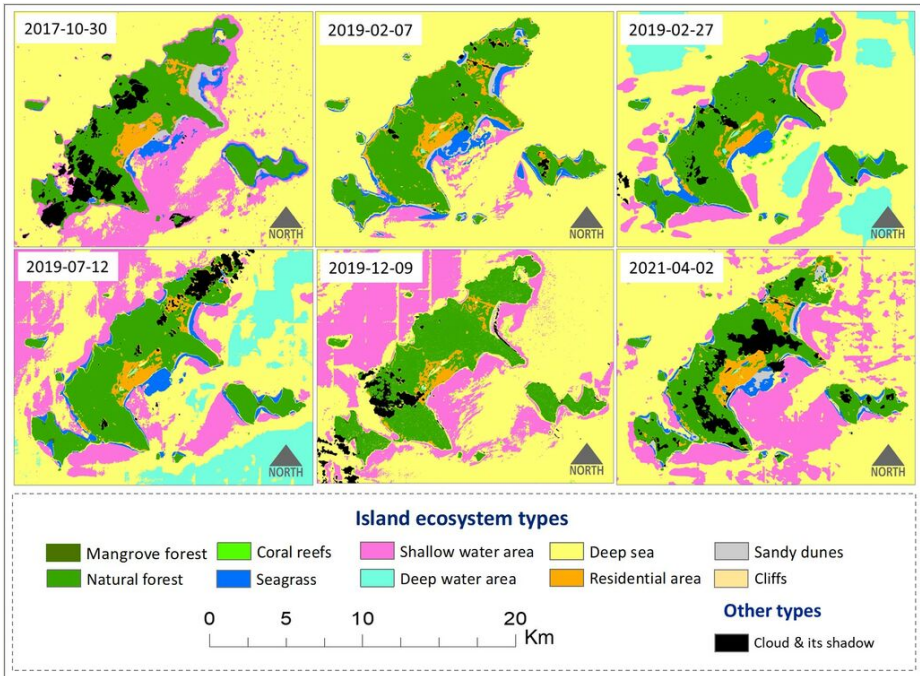 2017-10-30
2019-02-07
2019-02-27
NORTH
NORTH
NORTH
2019-07-12
2019-12-09
2021-04-02
NORTH
NORTH
NORTH
Island ecosystem types
Mangrove forest
Coral reefs
Shallow water area
Deep sea
Sandy dunes
Natural forest
Seagrass
Deep water area
Residential area
Cliffs
Other types
Cloud & its shadow
0 5 10 20
Km